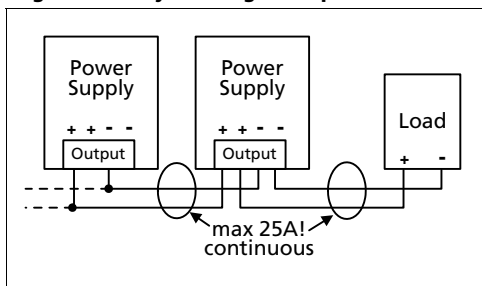 Power
Supply
+ + - -
Output
Power
Supply
+ + - -
Output
Load
+ -
max 25A!
continuous